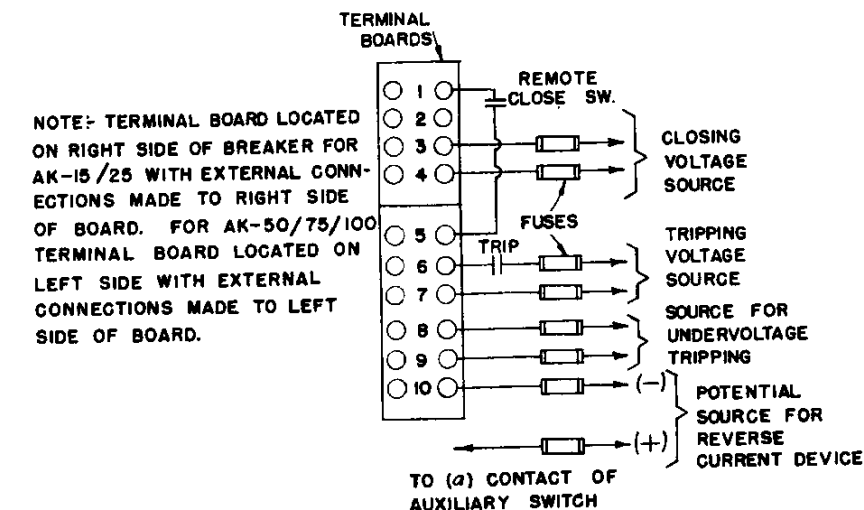 TERMINAL
BOARDS
REMOTE
CLOSE SW.
NOTE:- TERMINAL BOARD LOCATED
ON RIGHT SIDE OF BREAKER FOR
AK-15/25 WITH EXTERNAL CONN-
ECTIONS MADE TO RIGHT SIDE
OF BOARD. FOR AK-50/75/100
TERMINAL BOARD LOCATED ON
LEFT SIDE WITH EXTERNAL
CONNECTIONS MADE TO LEFT
SIDE OF BOARD.
1
2
3
4
5
6
7
8
9
10
CLOSING
VOLTAGE
SOURCE
FUSES
TRIP
TRIPPING
VOLTAGE
SOURCE
SOURCE FOR
UNDERVOLTAGE
TRIPPING
(-)
(+)
POTENTIAL
SOURCE FOR
REVERSE
CURRENT DEVICE
TO (a) CONTACT OF
AUXILIARY SWITCH